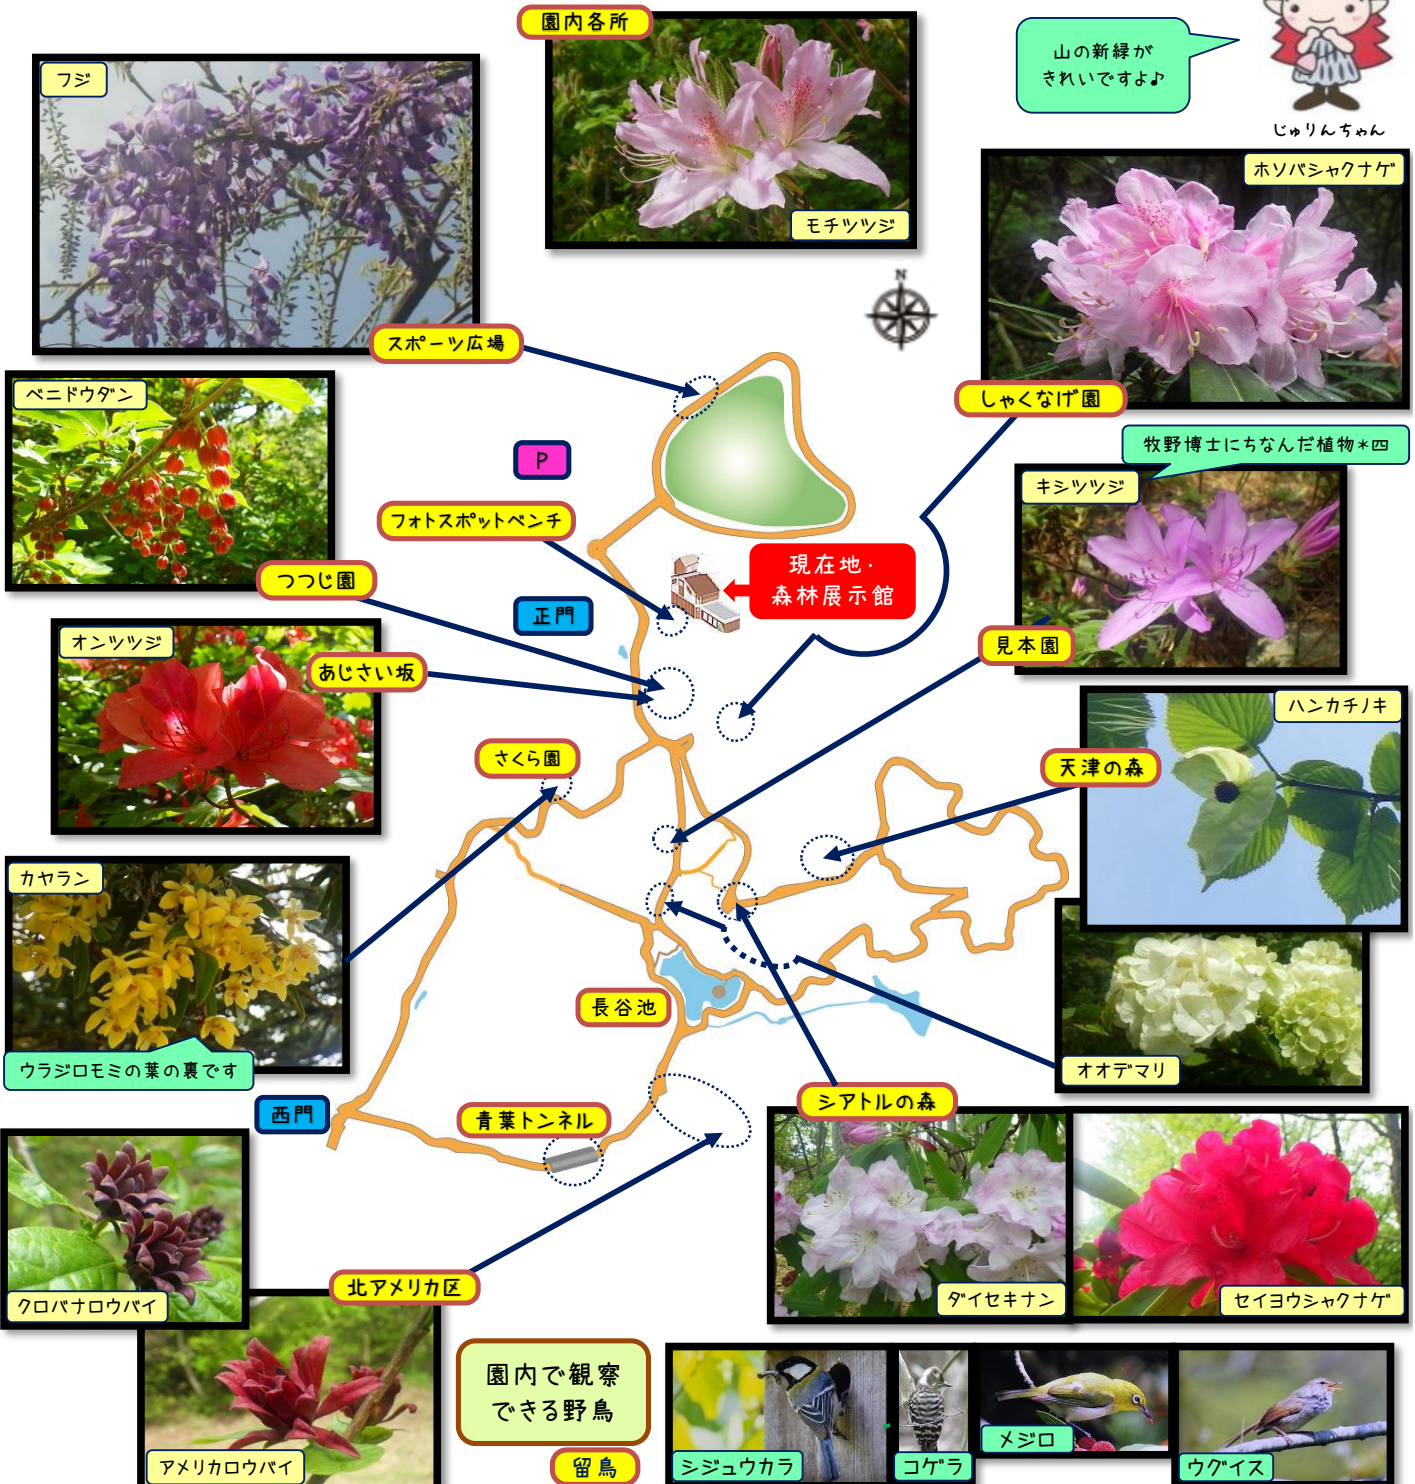 園内各所
山の新緑が
きれいですよ♪
じゅりんちゃん
フジ
モチツツジ
ホソバシャクナゲ
N
スポーツ広場
しゃくなげ園
ベニドウダン
P
牧野博士にちなんだ植物*四
キシツツジ
フォトスポットベンチ
現在地・
森林展示館
つつじ園
正門
オンツツジ
あじさい坂
見本園
ハンカチノキ
さくら園
天津の森
カヤラン
長谷池
ウラジロモミの葉の裏です
オオデマリ
西門
青葉トンネル
シアトルの森
クロバナロウバイ
北アメリカ区
ダイセキナン
セイヨウシャクナゲ
アメリカロウバイ
園内で観察
できる野鳥
留鳥
シジュウカラ
コゲラ
メジロ
ウグイス